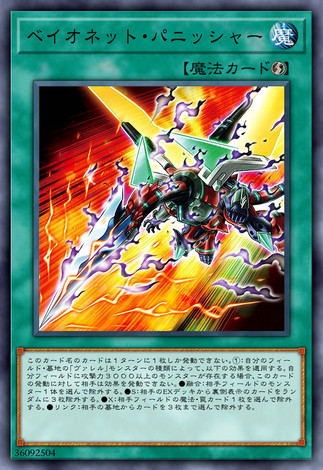 ベイオネット・パニッシャー
魔
【魔法カード】
このカード名のカードは1ターンに1枚しか発動できない。①:自分のフィー
ルド・墓地の「ヴァレル」モンスターの種類によって、以下の効果を適用する。自
分フィールドに攻撃力3000以上のモンスターが存在する場合、このカード
の発動に対して相手は効果を発動できない。●融合:相手フィールドのモンス
ター1体を選んで除外する。●S:相手のEXデッキから裏側表示のカードをラン
ダムに3枚除外する。●X:相手フィールドの魔法・罠カード1枚を選んで除外
する。●リンク:相手の墓地からカードを3枚まで選んで除外する。
36092504